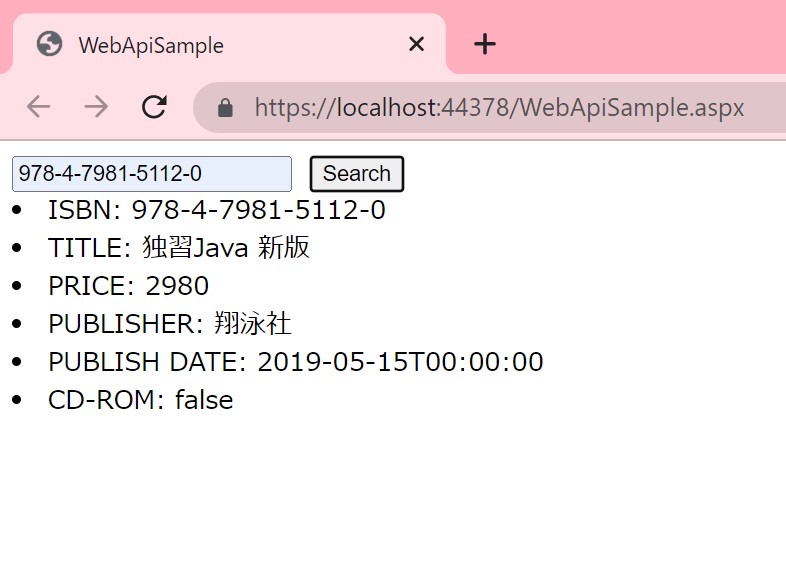 WebApiSample
https://localhost:44378/WebApiSample.aspx
978-4-7981-5112-0 Search
ISBN: 978-4-7981-5112-0
TITLE: 独習Java 新版
PRICE: 2980
PUBLISHER: 翔泳社
PUBLISH DATE: 2019-05-15T00:00:00
CD-ROM: false